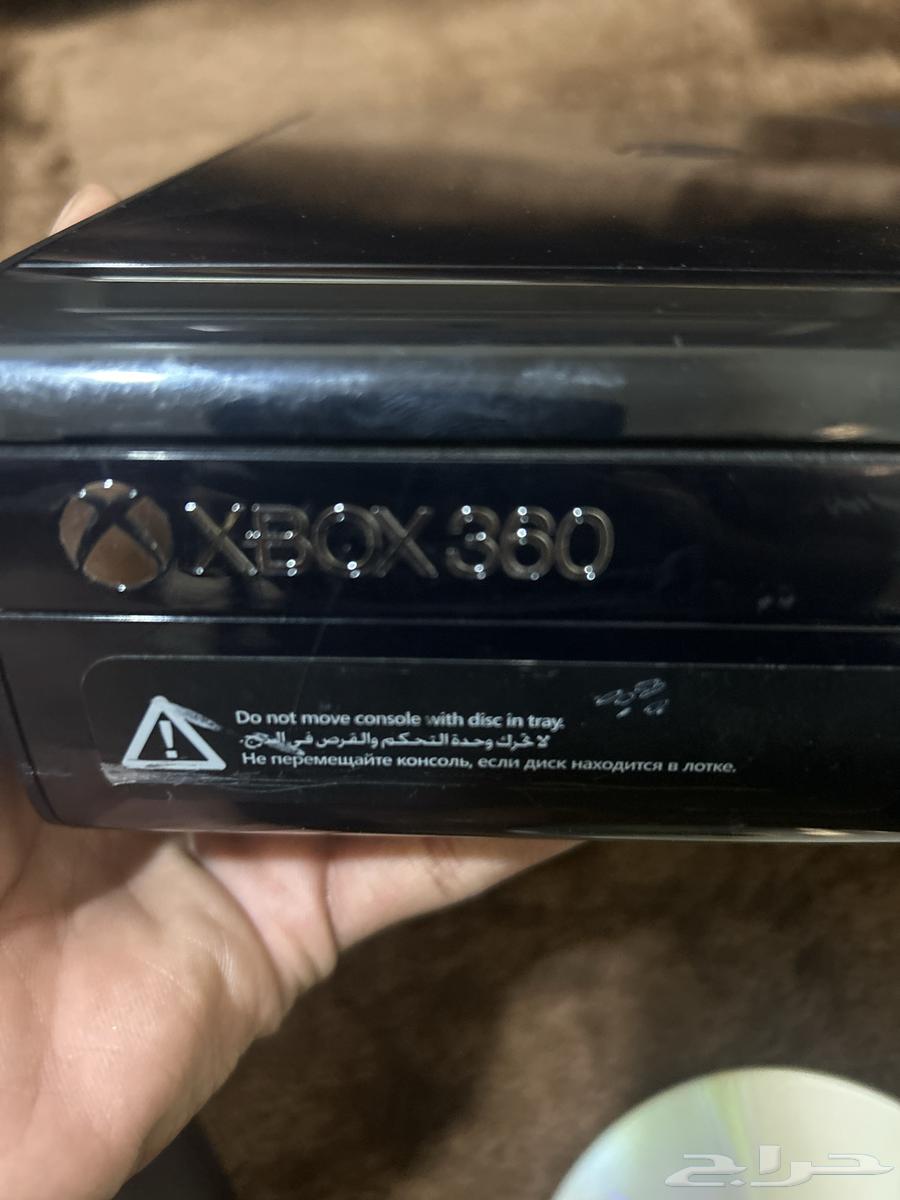 XBOX 360
Do not move console with disc in tray.
لا تحرك وحدة التحكم والقرص في الدرج.
Не перемещайте консоль, если диск находится в лотке.
حراج